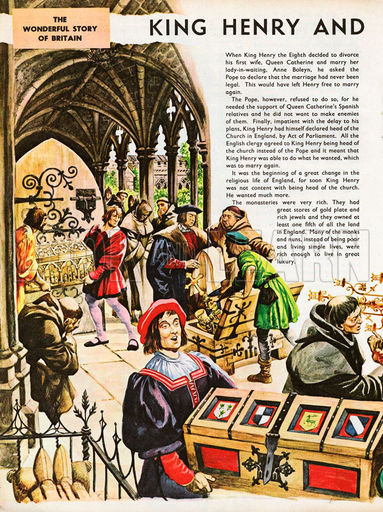 THE
WONDERFUL STORY
OF BRITAIN
KING HENRY AND
When King Henry the Eighth decided to divorce
his first wife, Queen Catherine and marry her
lady-in-waiting, Anne Boleyn, he asked the
Pope to declare that the marriage had never been
legal. This would have left Henry free to marry
again.
The Pope, however, refused to do so, for he
needed the support of Queen Catherine's Spanish
relatives and he did not want to make enemies
of them. Finally, impatient with the delay to his
plans, King Henry had himself declared head of the
Church in England, by Act of Parliament. All the
English clergy agreed to King Henry being head of
the church instead of the Pope and it meant that
King Henry was able to do what he wanted, which
was to marry again.
It was the beginning of a great change in the
religious life of England, for soon King Henry
was not content with being head of the church.
He wanted much more.
The monasteries were very rich. They had
great stores of gold plate and
rich jewels and they owned at
least one fifth of all the land
in England. Many of the monks
and nuns, instead of being poor
and living simple lives, were
rich enough to live in great
luxury.